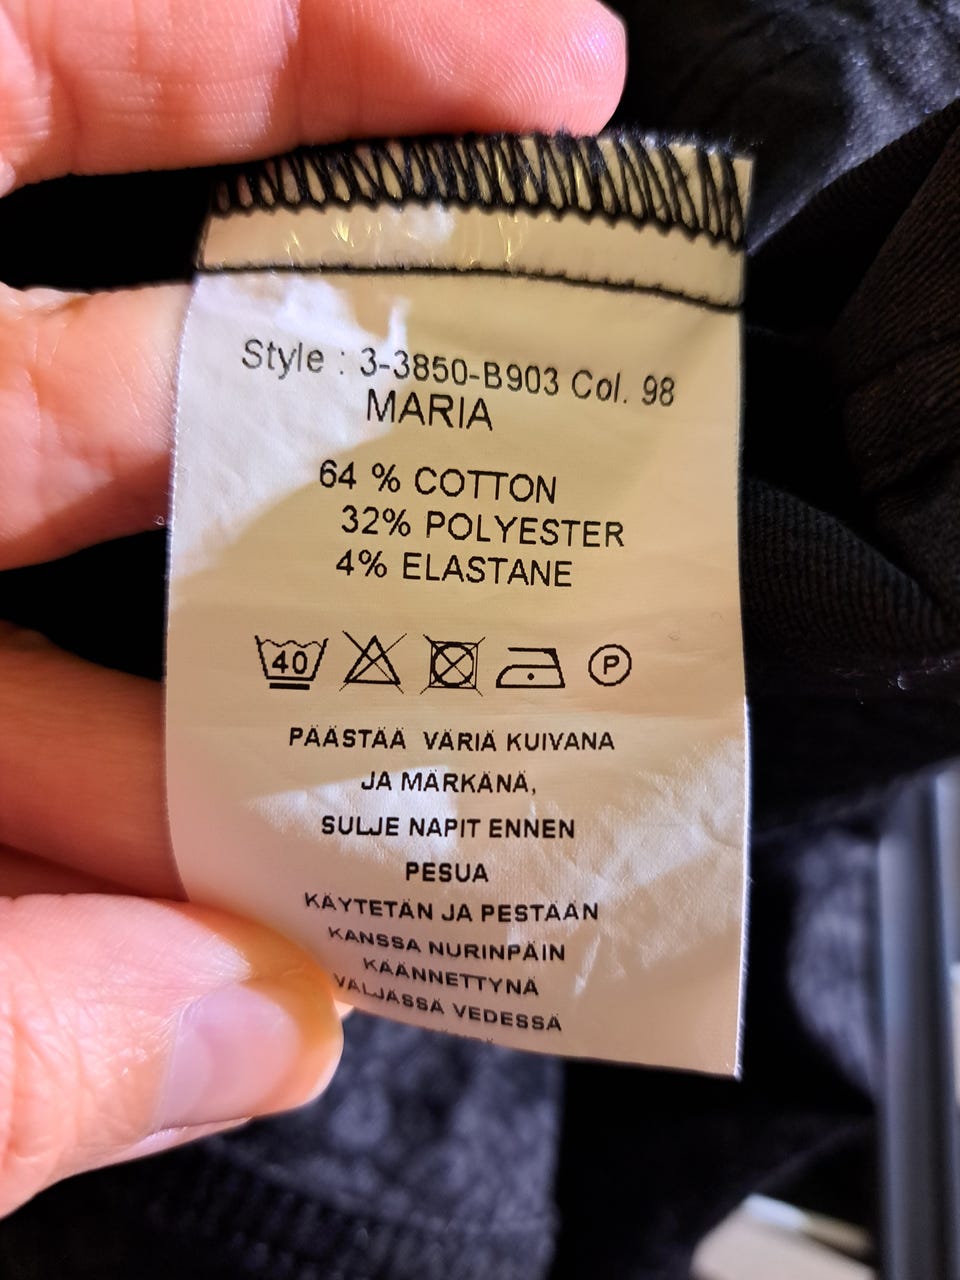 Style : 3-3850-B903 Col. 98
MARIA
64 % COTTON
32% POLYESTER
4% ELASTANE
40 P
PÄÄSTÄÄ VÄRIÄ KUIVANA
JA MÄRKÄNÄ,
SULJE NAPIT ENNEN
PESUA
KÄYTETÄN JA PESTÄÄN
KANSSA NURINPÄIN
KÄÄNNETTYNÄ
VÄLJÄSSÄ VEDESSÄ